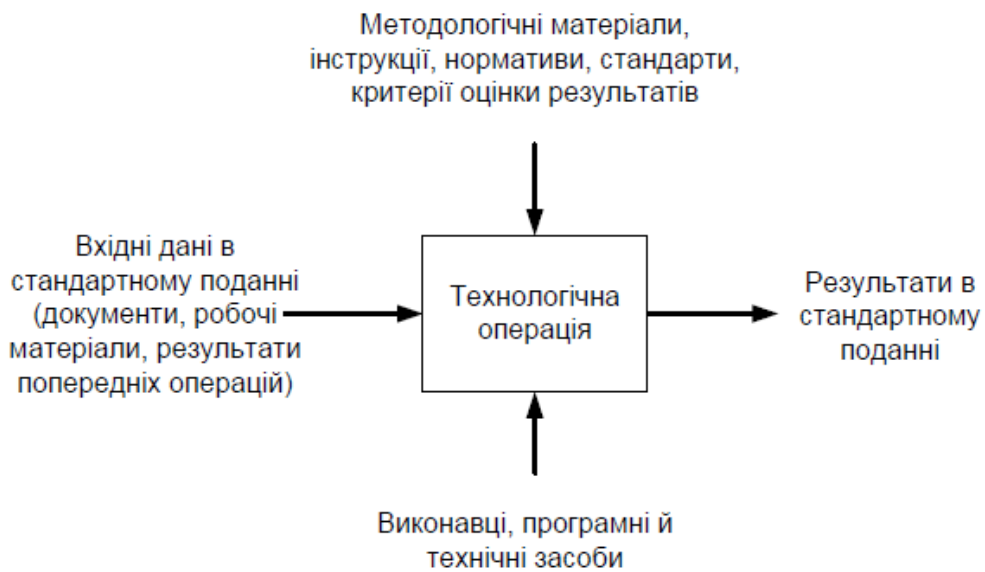 Методологічні матеріали,
інструкції, нормативи, стандарти,
критерії оцінки результатів
Вхідні дані в
стандартному поданні
(документи, робочі
матеріали, результати
попередніх операцій)
Технологічна
операція
Результати в
стандартному
поданні
Виконавці, програмні й
технічні засоби